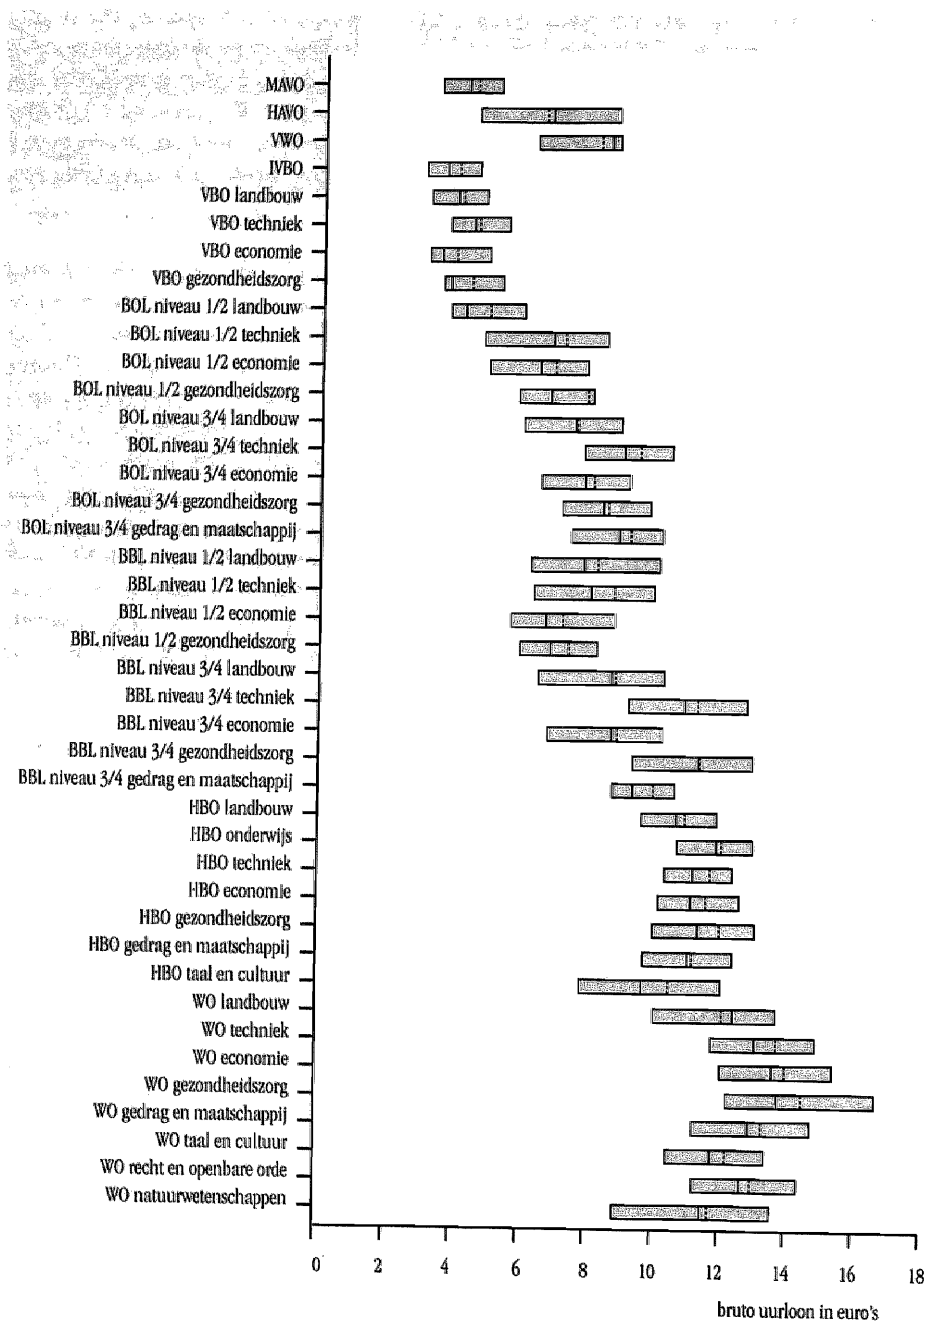 MAVO
HAVO
VWO
IVBO
VBO landbouw
VBO techniek
VBO economie
VBO gezondheidszorg
BOL niveau 1/2 landbouw
BOL niveau 1/2 techniek
BOL niveau 1/2 economie
BOL niveau 1/2 gezondheidszorg
BOL niveau 3/4 landbouw
BOL niveau 3/4 techniek
BOL niveau 3/4 economie
BOL niveau 3/4 gezondheidszorg
BOL niveau 3/4 gedrag en maatschappij
BBL niveau 1/2 landbouw
BBL niveau 1/2 techniek
BBL niveau 1/2 economie
BBL niveau 1/2 gezondheidszorg
BBL niveau 3/4 landbouw
BBL niveau 3/4 techniek
BBL niveau 3/4 economie
BBL niveau 3/4 gezondheidszorg
BBL niveau 3/4 gedrag en maatschappij
HBO landbouw
HBO onderwijs
HBO techniek
HBO economie
HBO gezondheidszorg
HBO gedrag en maatschappij
HBO taal en cultuur
WO landbouw
WO techniek
WO economie
WO gezondheidszorg
WO gedrag en maatschappij
WO taal en cultuur
WO recht en openbare orde
WO natuurwetenschappen
0 2 4 6 8 10 12 14 16 18
bruto uurloon in euro's